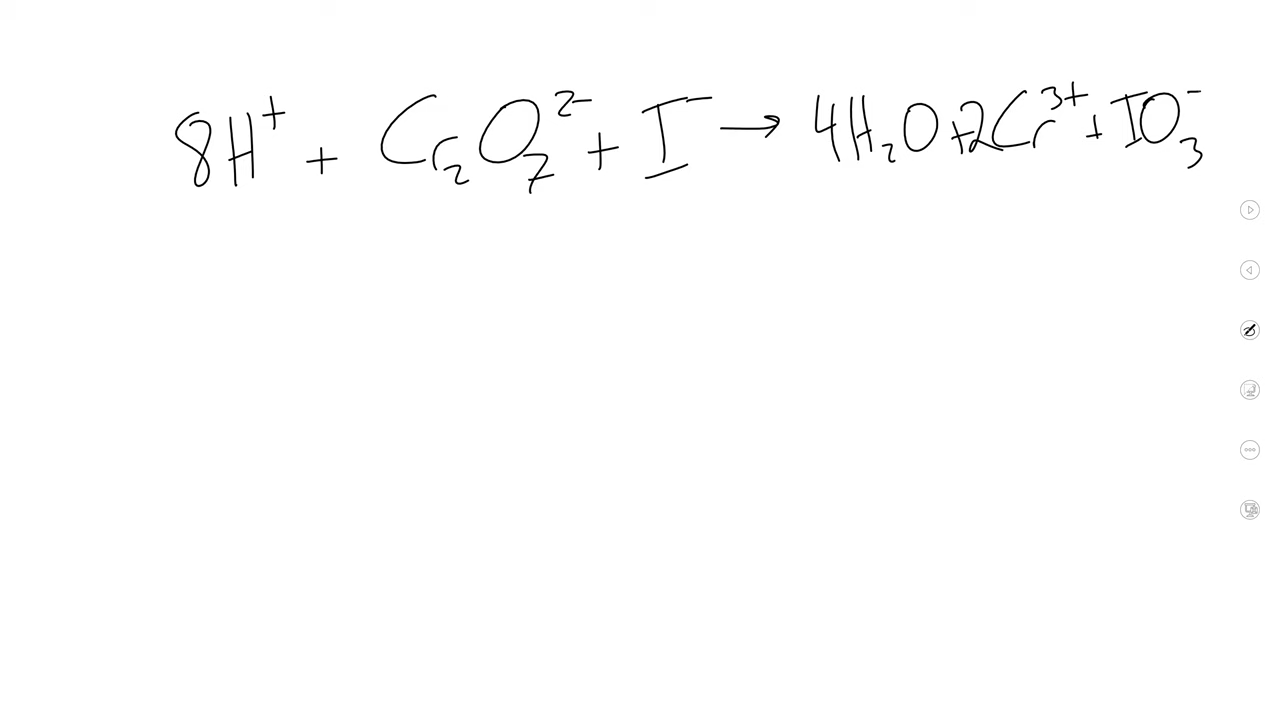 8H⁺ + Cr₂O₇²⁻ + I⁻ → 4H₂O + 2Cr³⁺ + IO₃⁻